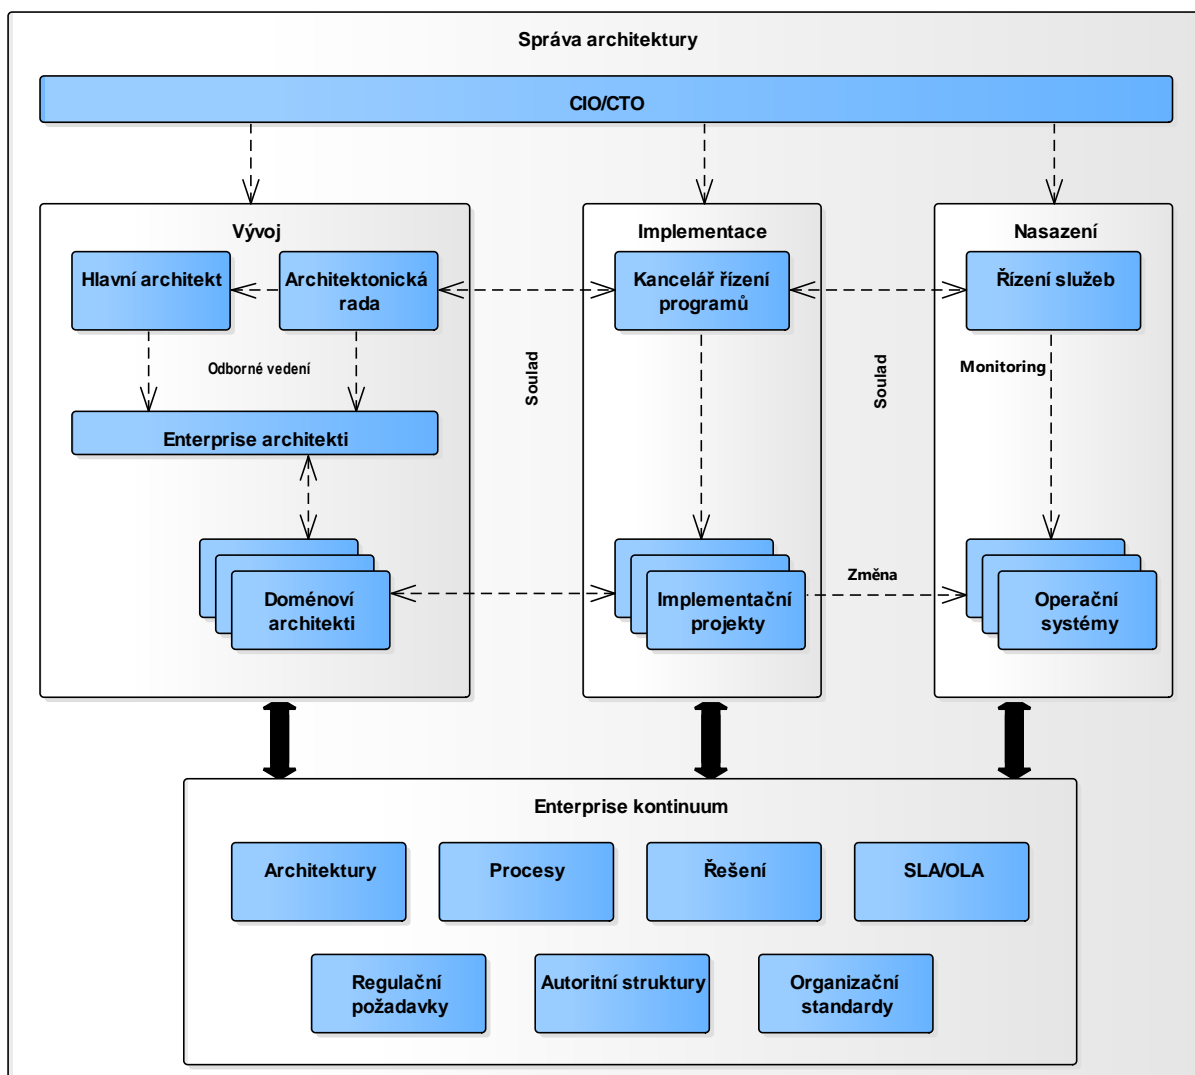 Správa architektury
CIO/CTO
Vývoj
Implementace
Nasazení
Hlavní architekt
Architektonická
rada
Kancelář řízení
programů
Řízení služeb
Odborné vedení
Soulad
Soulad
Monitoring
Enterprise architekti
Doménoví
architekti
Implementační
projekty
Změna
Operační
systémy
Enterprise kontinuum
Architektury
Procesy
Řešení
SLA/OLA
Regulační
požadavky
Autoritní struktury
Organizační
standardy